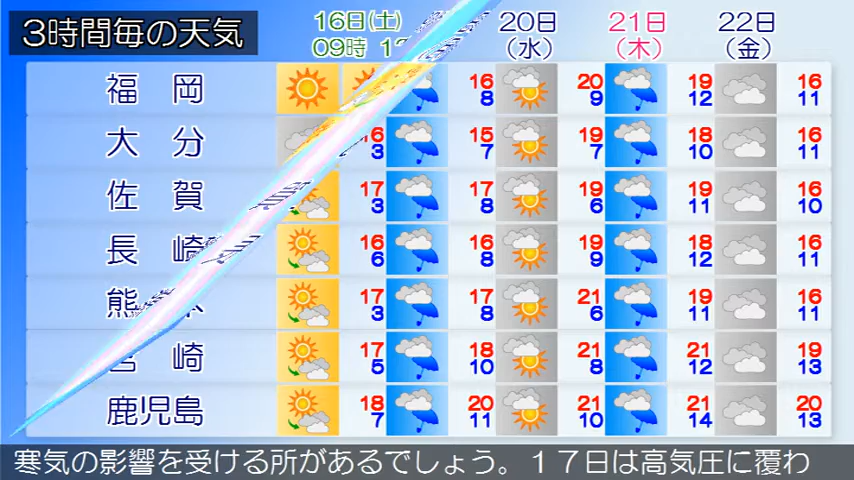 3時間毎の天気
16日(土) 20日 21日 22日
09時 (水) (木) (金)
福岡 16 8 20 9 19 12 16 11
大分 16 3 15 7 19 7 18 10 16 11
佐賀 17 3 17 8 19 6 19 11 16 10
長崎 16 6 16 8 19 9 18 12 16 11
熊 17 3 17 8 21 6 19 11 16 11
崎 17 5 18 10 21 8 21 12 19 13
鹿児島 18 7 20 11 21 10 21 14 20 13
寒気の影響を受ける所があるでしょう。17日は高気圧に覆わ